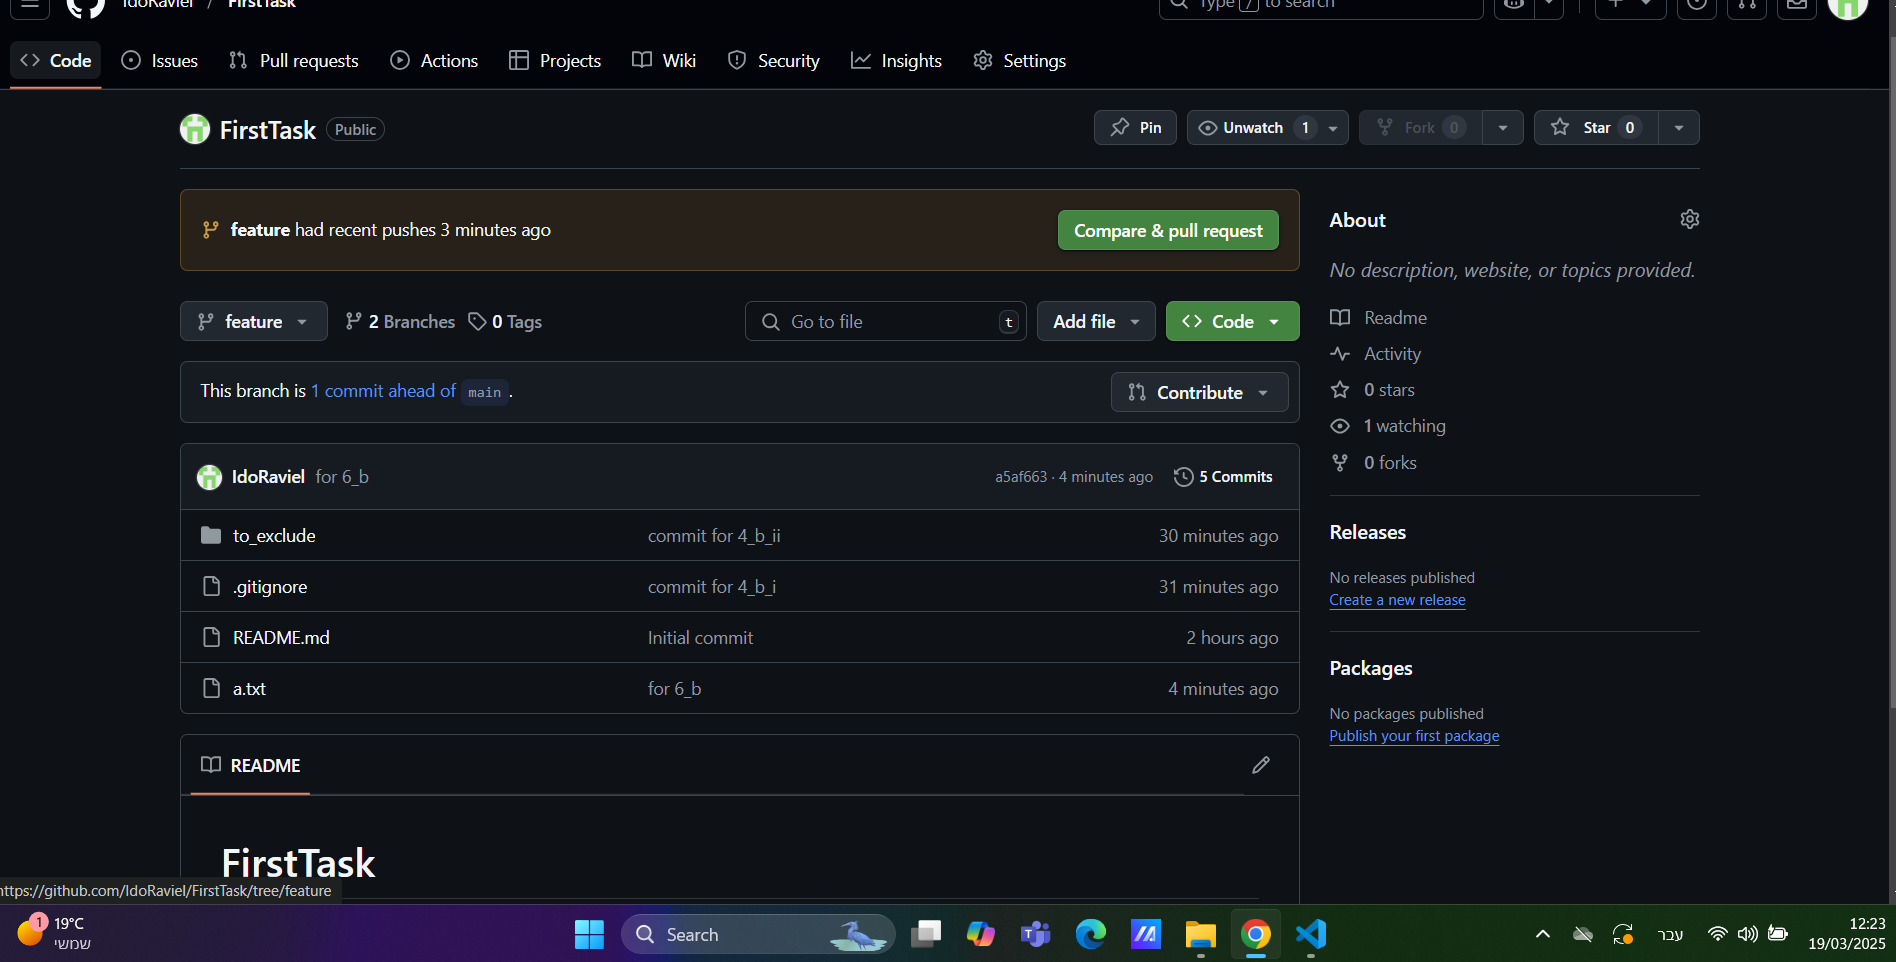 IdoRaviel / FirstTask
Type / to search
Code Issues Pull requests Actions Projects Wiki Security Insights Settings
FirstTask Public
Pin Unwatch 1 Fork 0 Star 0
feature had recent pushes 3 minutes ago
Compare & pull request
feature 2 Branches 0 Tags
Go to file t
Add file
Code
This branch is 1 commit ahead of main .
Contribute
IdoRaviel for 6_b a5af663 · 4 minutes ago 5 Commits
to_exclude commit for 4_b_ii 30 minutes ago
.gitignore commit for 4_b_i 31 minutes ago
README.md Initial commit 2 hours ago
a.txt for 6_b 4 minutes ago
README
FirstTask
About
No description, website, or topics provided.
Readme
Activity
0 stars
1 watching
0 forks
Releases
No releases published
Create a new release
Packages
No packages published
Publish your first package
https://github.com/IdoRaviel/FirstTask/tree/feature
1 19°C
שמשי
Search
עבר
12:23
19/03/2025